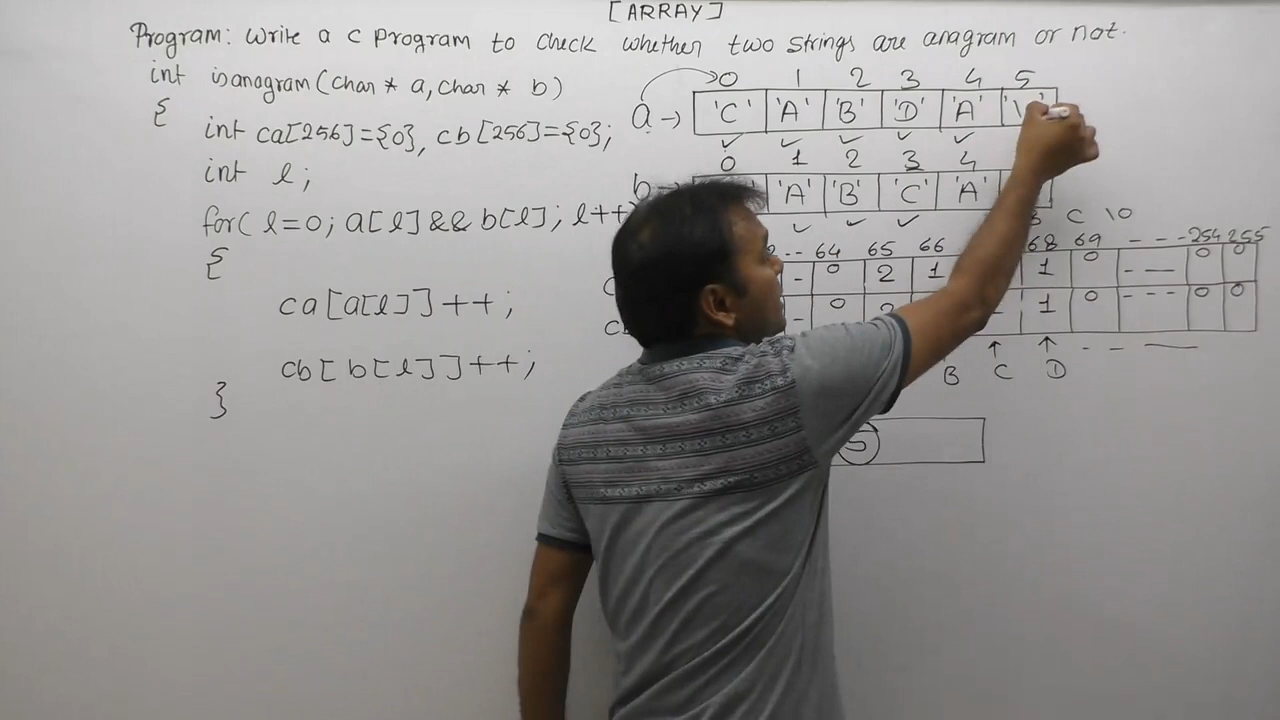 [ARRAY]
Program: Write a c program to check whether two strings are anagram or not.
int isanagram(char* a, char* b)
{
int ca[256]={0}, cb[256]={0};
int l;
for( l=0; a[l]&&b[l]; l++
{
ca[a[l]]++;
cb[b[l]]++;
}
0 1 2 3 4 5
a → 'C' 'A' 'B' 'D' 'A' '\
0 1 2 3 4
b → 'A' 'B' 'C' 'A'
C \0
-- 64 65 66 68 69 - - - 254 255
- 0 2 1 1 0 - — 0 0
- 0 1 0 - - - 0 0
↑ ↑ - - —
B C D
5